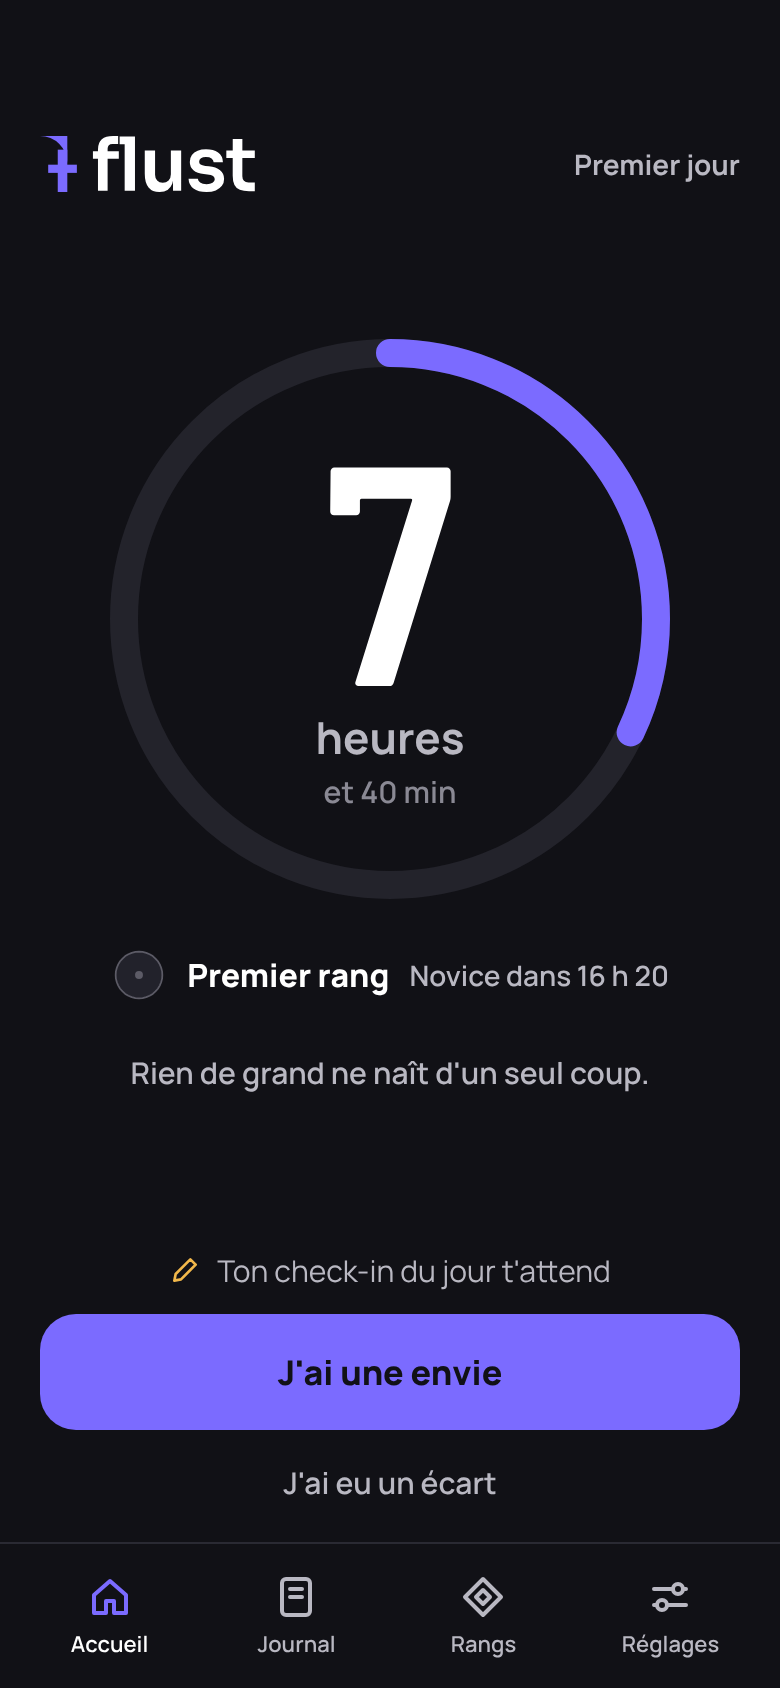 flust
Premier jour
7
heures
et 40 min
Premier rang Novice dans 16 h 20
Rien de grand ne naît d'un seul coup.
Ton check-in du jour t'attend
J'ai une envie
J'ai eu un écart
Accueil Journal Rangs Réglages